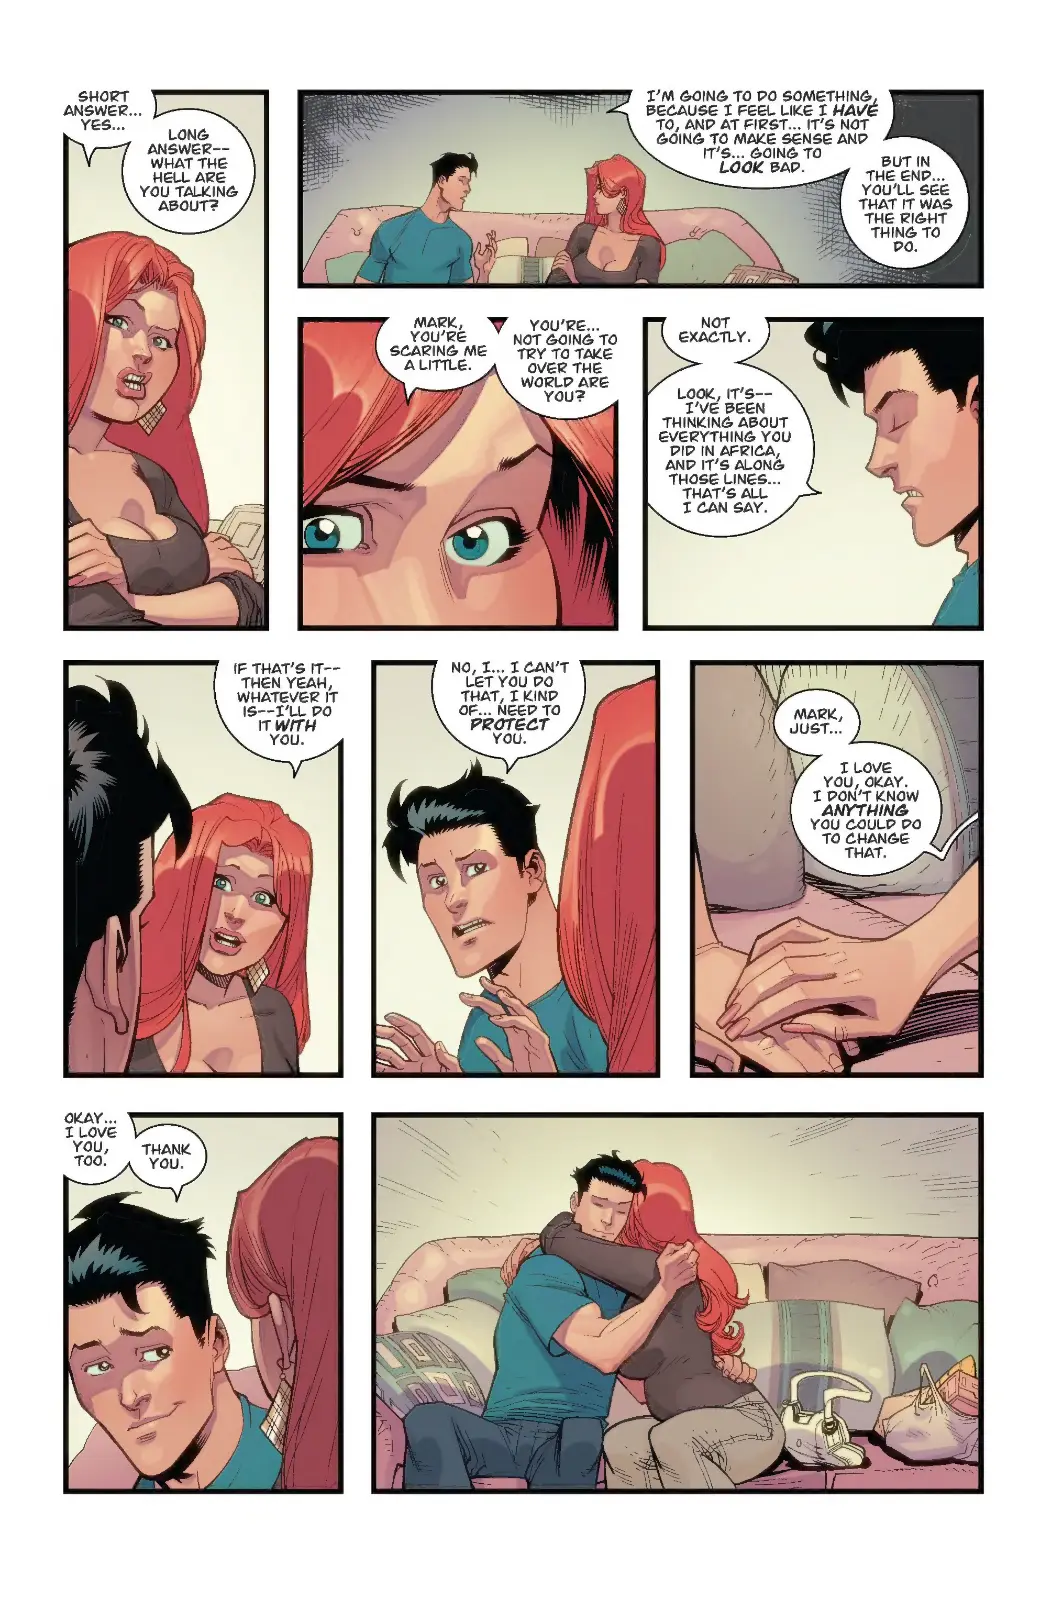 SHORT
ANSWER...
YES...
LONG
ANSWER--
WHAT THE
HELL ARE
YOU TALKING
ABOUT?
I'M GOING TO DO SOMETHING,
BECAUSE I FEEL LIKE I HAVE
TO, AND AT FIRST... IT'S NOT
GOING TO MAKE SENSE AND
IT'S... GOING TO
LOOK BAD.
BUT IN
THE END...
YOU'LL SEE
THAT IT WAS
THE RIGHT
THING TO
DO.
MARK,
YOU'RE
SCARING ME
A LITTLE.
YOU'RE...
NOT GOING TO
TRY TO TAKE
OVER THE
WORLD ARE
YOU?
NOT
EXACTLY.
LOOK, IT'S--
I'VE BEEN
THINKING ABOUT
EVERYTHING YOU
DID IN AFRICA,
AND IT'S ALONG
THOSE LINES...
THAT'S ALL
I CAN SAY.
IF THAT'S IT--
THEN YEAH,
WHATEVER IT
IS--I'LL DO
IT WITH
YOU.
NO, I... I CAN'T
LET YOU DO
THAT, I KIND
OF... NEED TO
PROTECT
YOU.
MARK,
JUST...
I LOVE
YOU, OKAY.
I DON'T KNOW
ANYTHING
YOU COULD DO
TO CHANGE
THAT.
OKAY...
I LOVE
YOU,
TOO.
THANK
YOU.